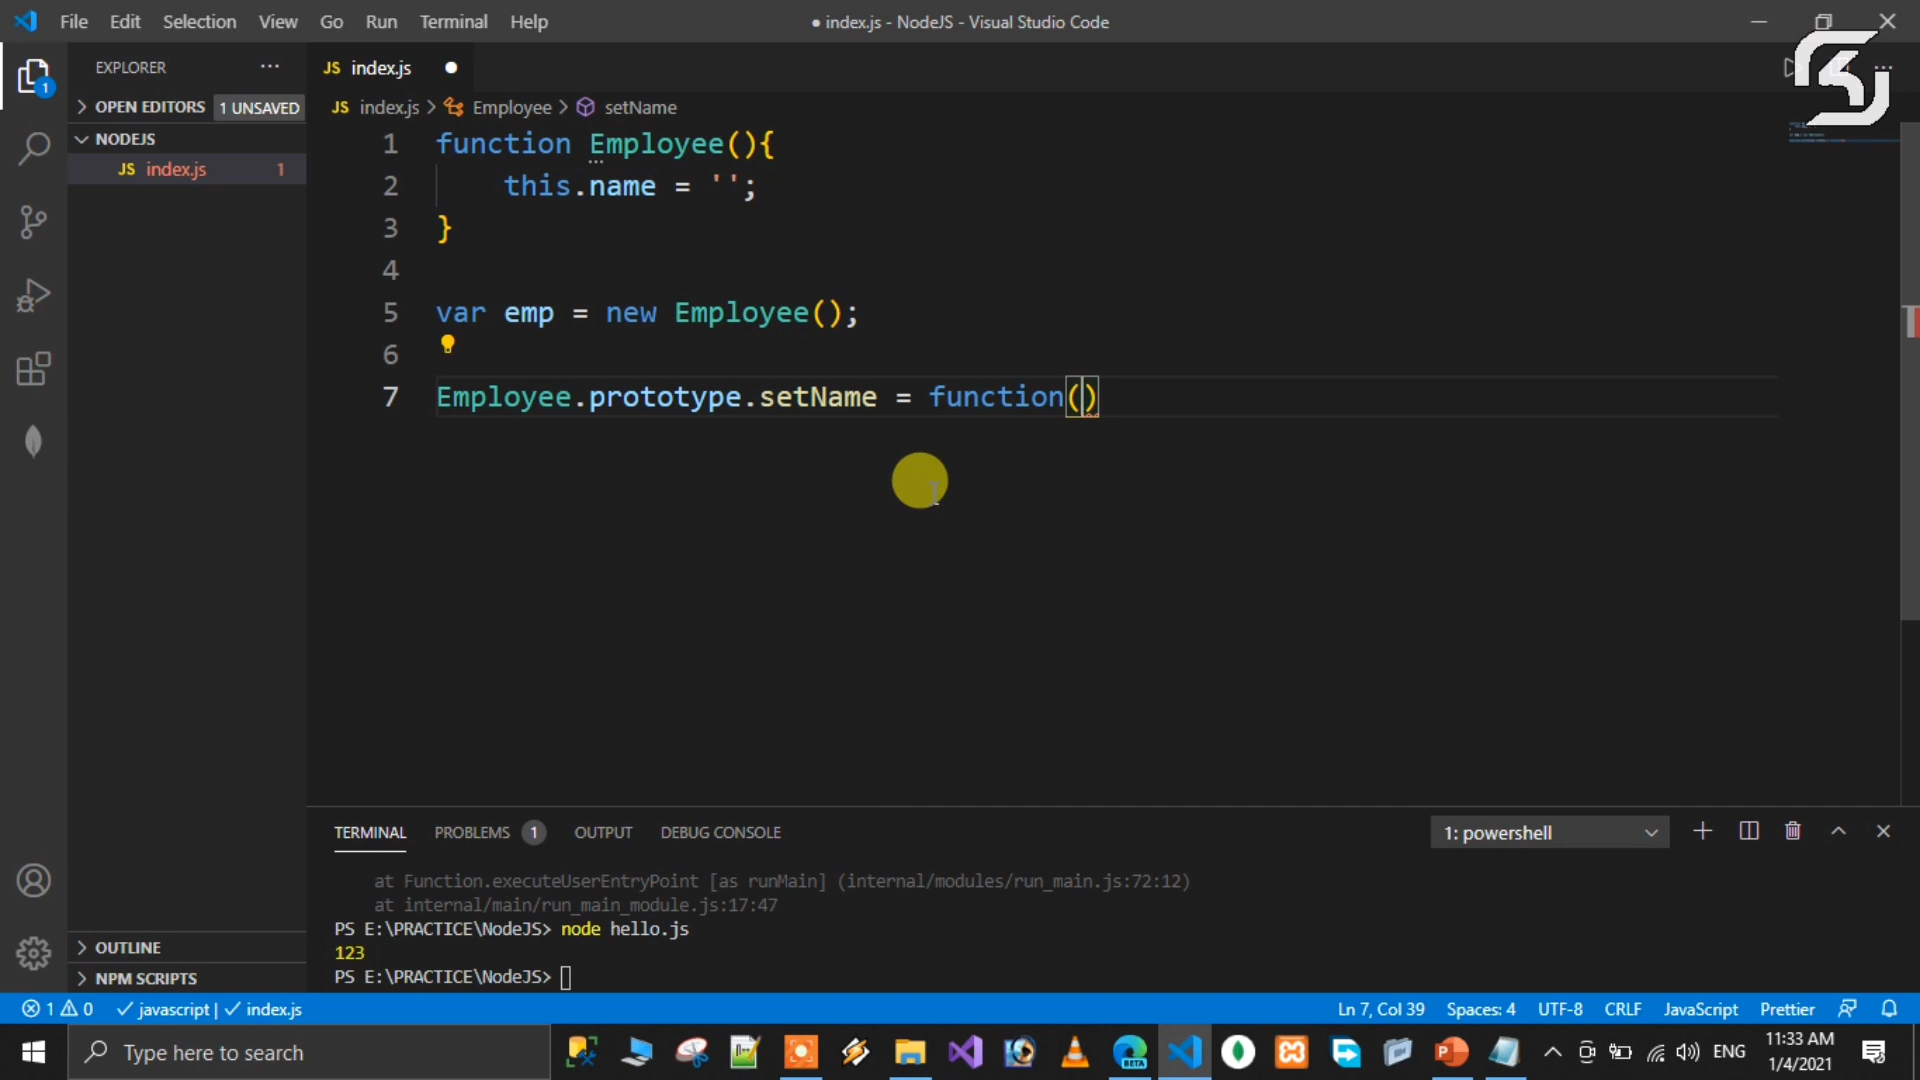 File Edit Selection View Go Run Terminal Help
● index.js - NodeJS - Visual Studio Code
EXPLORER
JS index.js ●
OPEN EDITORS 1 UNSAVED
JS index.js > Employee > setName
NODEJS
JS index.js 1
1 function Employee(){
2 this.name = '';
3 }
4
5 var emp = new Employee();
6
7 Employee.prototype.setName = function()
TERMINAL PROBLEMS 1 OUTPUT DEBUG CONSOLE
1: powershell
at Function.executeUserEntryPoint [as runMain] (internal/modules/run_main.js:72:12)
at internal/main/run_main_module.js:17:47
PS E:\PRACTICE\NodeJS> node hello.js
123
PS E:\PRACTICE\NodeJS>
OUTLINE
NPM SCRIPTS
1 0 javascript | index.js
Ln 7, Col 39 Spaces: 4 UTF-8 CRLF JavaScript Prettier
Type here to search
BETA
ENG
11:33 AM
1/4/2021